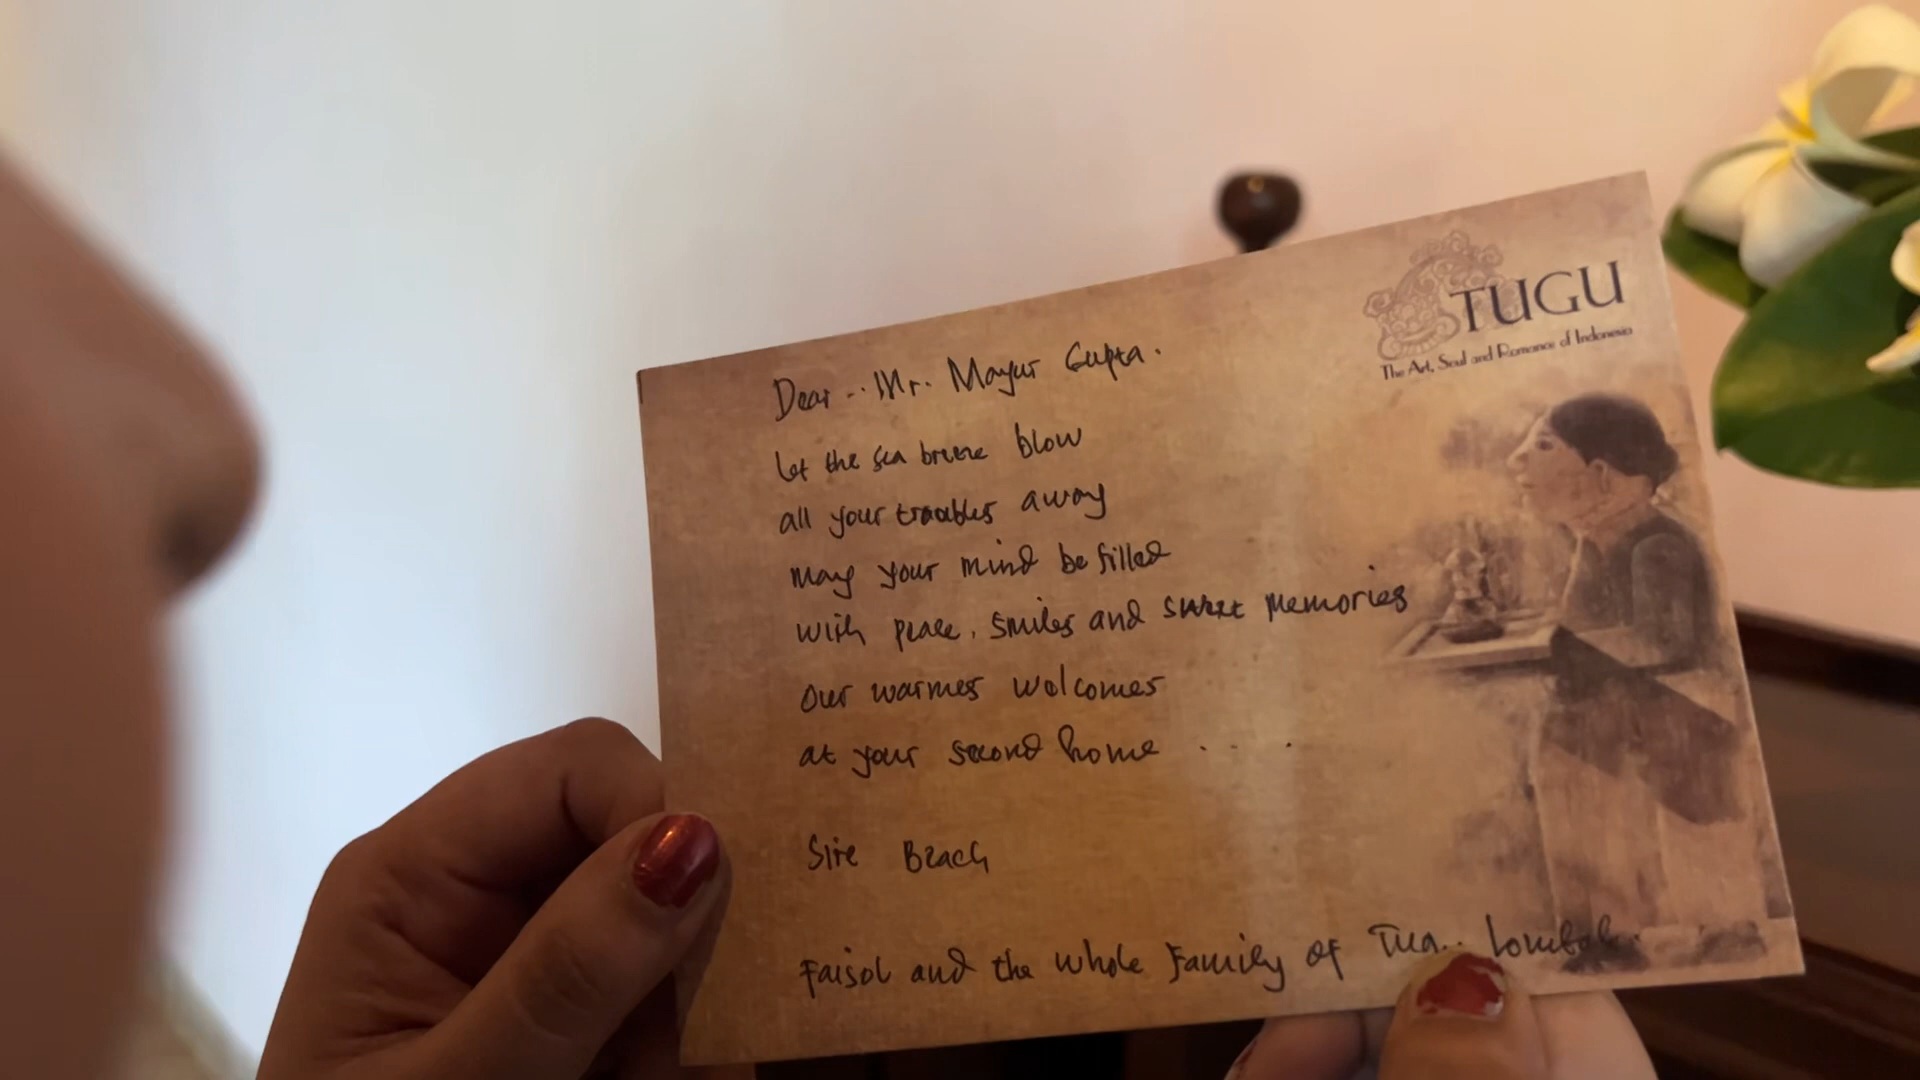 TUGU
The Art, Soul and Romance of Indonesia
Dear... Mr. Mayur Gupta.
Let the sea breeze blow
all your troubles away
may your mind be filled
with peace, smiles and sweet memories
our warmes welcomes
at your second home ....
Sire Beach
Faisol and the whole Family of Lombok.